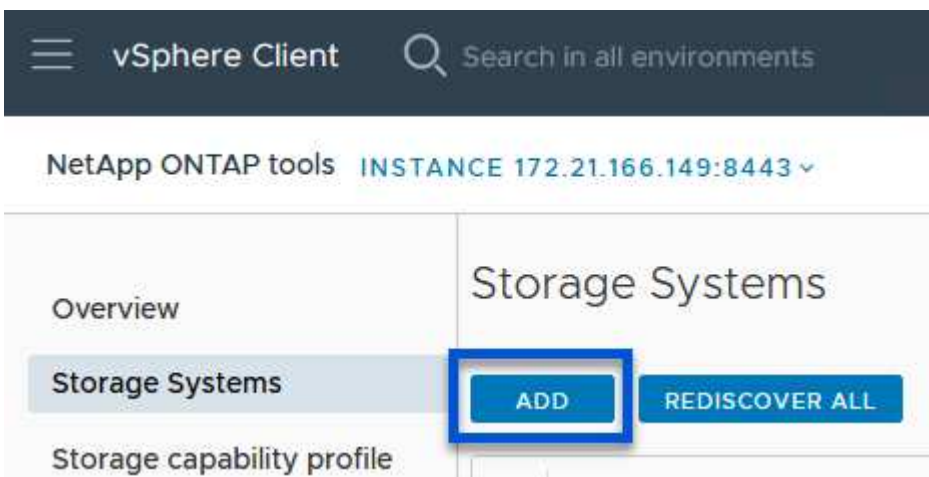 vSphere Client Search in all environments
NetApp ONTAP tools INSTANCE 172.21.166.149:8443
Overview
Storage Systems
Storage capability profile
Storage Systems
ADD REDISCOVER ALL